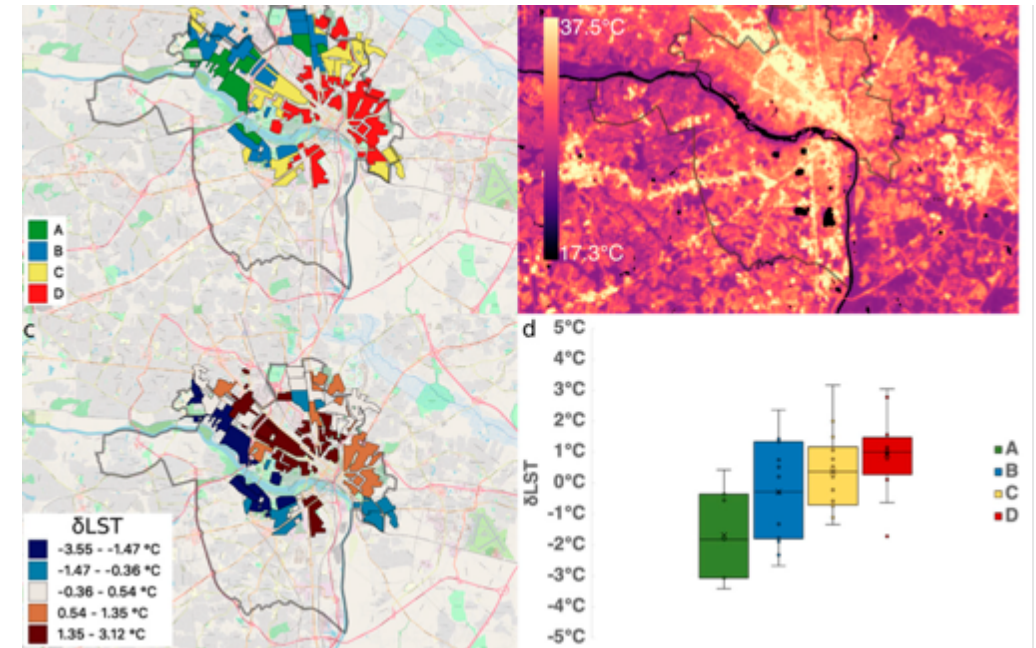 37.5°C
17.3°C
A
B
C
D
c
δLST
-3.55 - -1.47 °C
-1.47 - -0.36 °C
-0.36 - 0.54 °C
0.54 - 1.35 °C
1.35 - 3.12 °C
d
5°C
4°C
3°C
2°C
1°C
0°C
-1°C
-2°C
-3°C
-4°C
-5°C
δLST
A
B
C
D